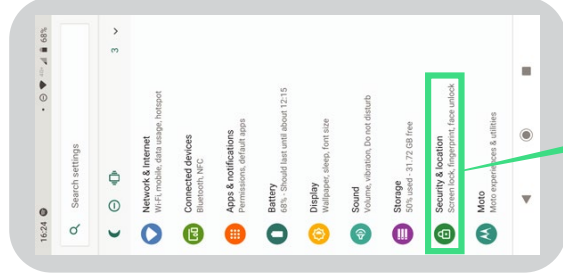 16:24
68%
Search settings
3
Network & Internet
Wi-Fi, mobile, data usage, hotspot
Connected devices
Bluetooth, NFC
Apps & notifications
Permissions, default apps
Battery
68% - Should last until about 12:15
Display
Wallpaper, sleep, font size
Sound
Volume, vibration, Do not disturb
Storage
50% used - 31.72 GB free
Security & location
Screen lock, fingerprint, face unlock
Moto
Moto experiences & utilities